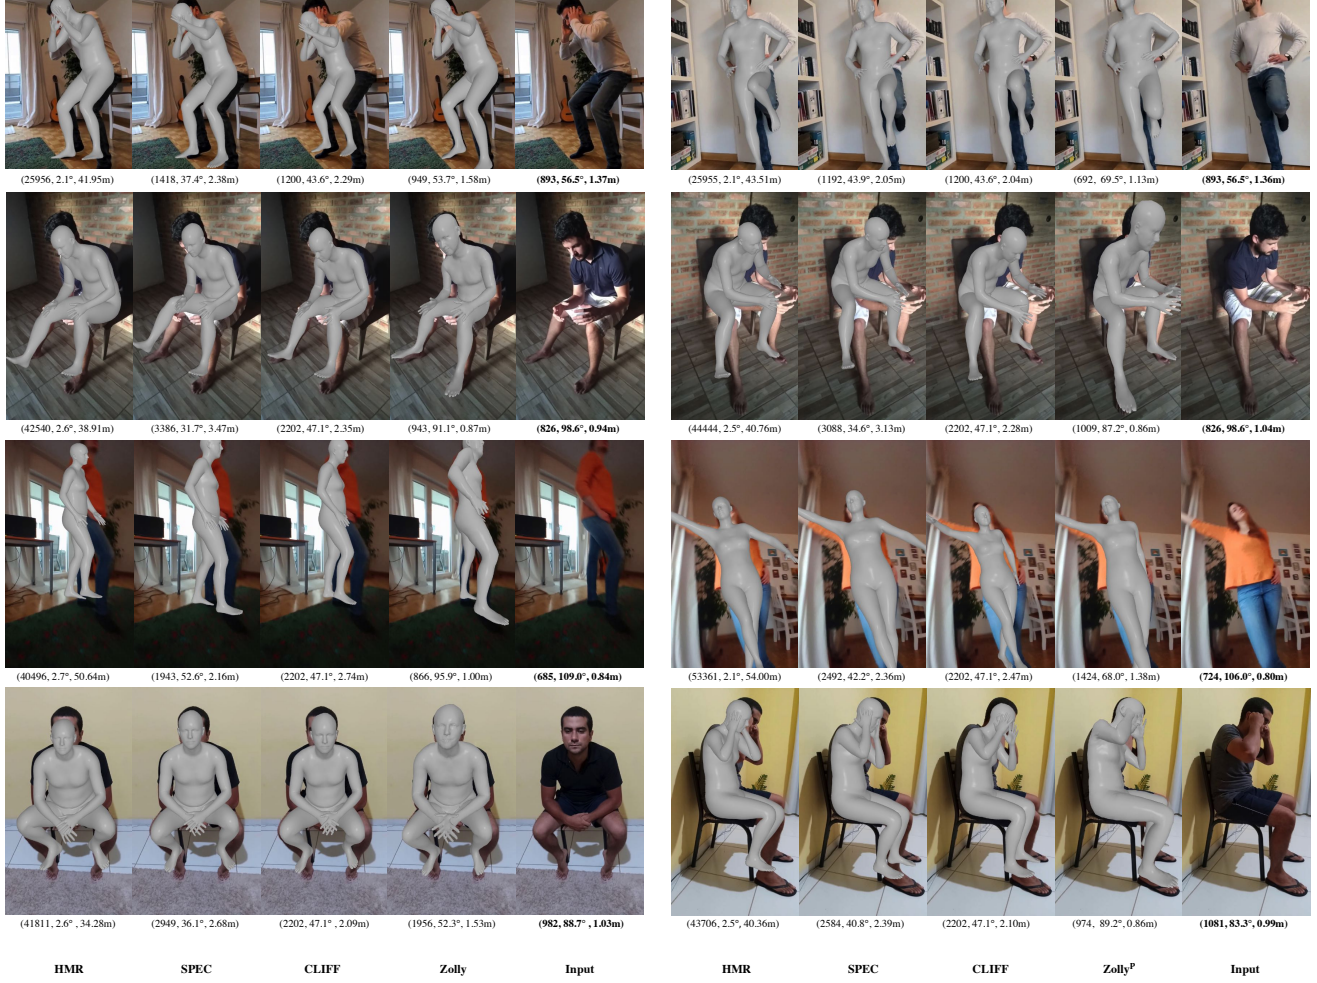 (25956, 2.1°, 41.95m) (1418, 37.4°, 2.38m) (1200, 43.6°, 2.29m) (949, 53.7°, 1.58m) (893, 56.5°, 1.37m) (25955, 2.1°, 43.51m) (1192, 43.9°, 2.05m) (1200, 43.6°, 2.04m) (692, 69.5°, 1.13m) (893, 56.5°, 1.36m)
(42540, 2.6°, 38.91m) (3386, 31.7°, 3.47m) (2202, 47.1°, 2.35m) (943, 91.1°, 0.87m) (826, 98.6°, 0.94m) (44444, 2.5°, 40.76m) (3088, 34.6°, 3.13m) (2202, 47.1°, 2.28m) (1009, 87.2°, 0.86m) (826, 98.6°, 1.04m)
(40496, 2.7°, 50.64m) (1943, 52.6°, 2.16m) (2202, 47.1°, 2.74m) (866, 95.9°, 1.00m) (685, 109.0°, 0.84m) (53361, 2.1°, 54.00m) (2492, 42.2°, 2.36m) (2202, 47.1°, 2.47m) (1424, 68.0°, 1.38m) (724, 106.0°, 0.80m)
(41811, 2.6° , 34.28m) (2949, 36.1°, 2.68m) (2202, 47.1° , 2.09m) (1956, 52.3°, 1.53m) (982, 88.7° , 1.03m) (43706, 2.5°, 40.36m) (2584, 40.8°, 2.39m) (2202, 47.1°, 2.10m) (974, 89.2°, 0.86m) (1081, 83.3°, 0.99m)
HMR SPEC CLIFF Zolly Input HMR SPEC CLIFF Zollyᴾ Input